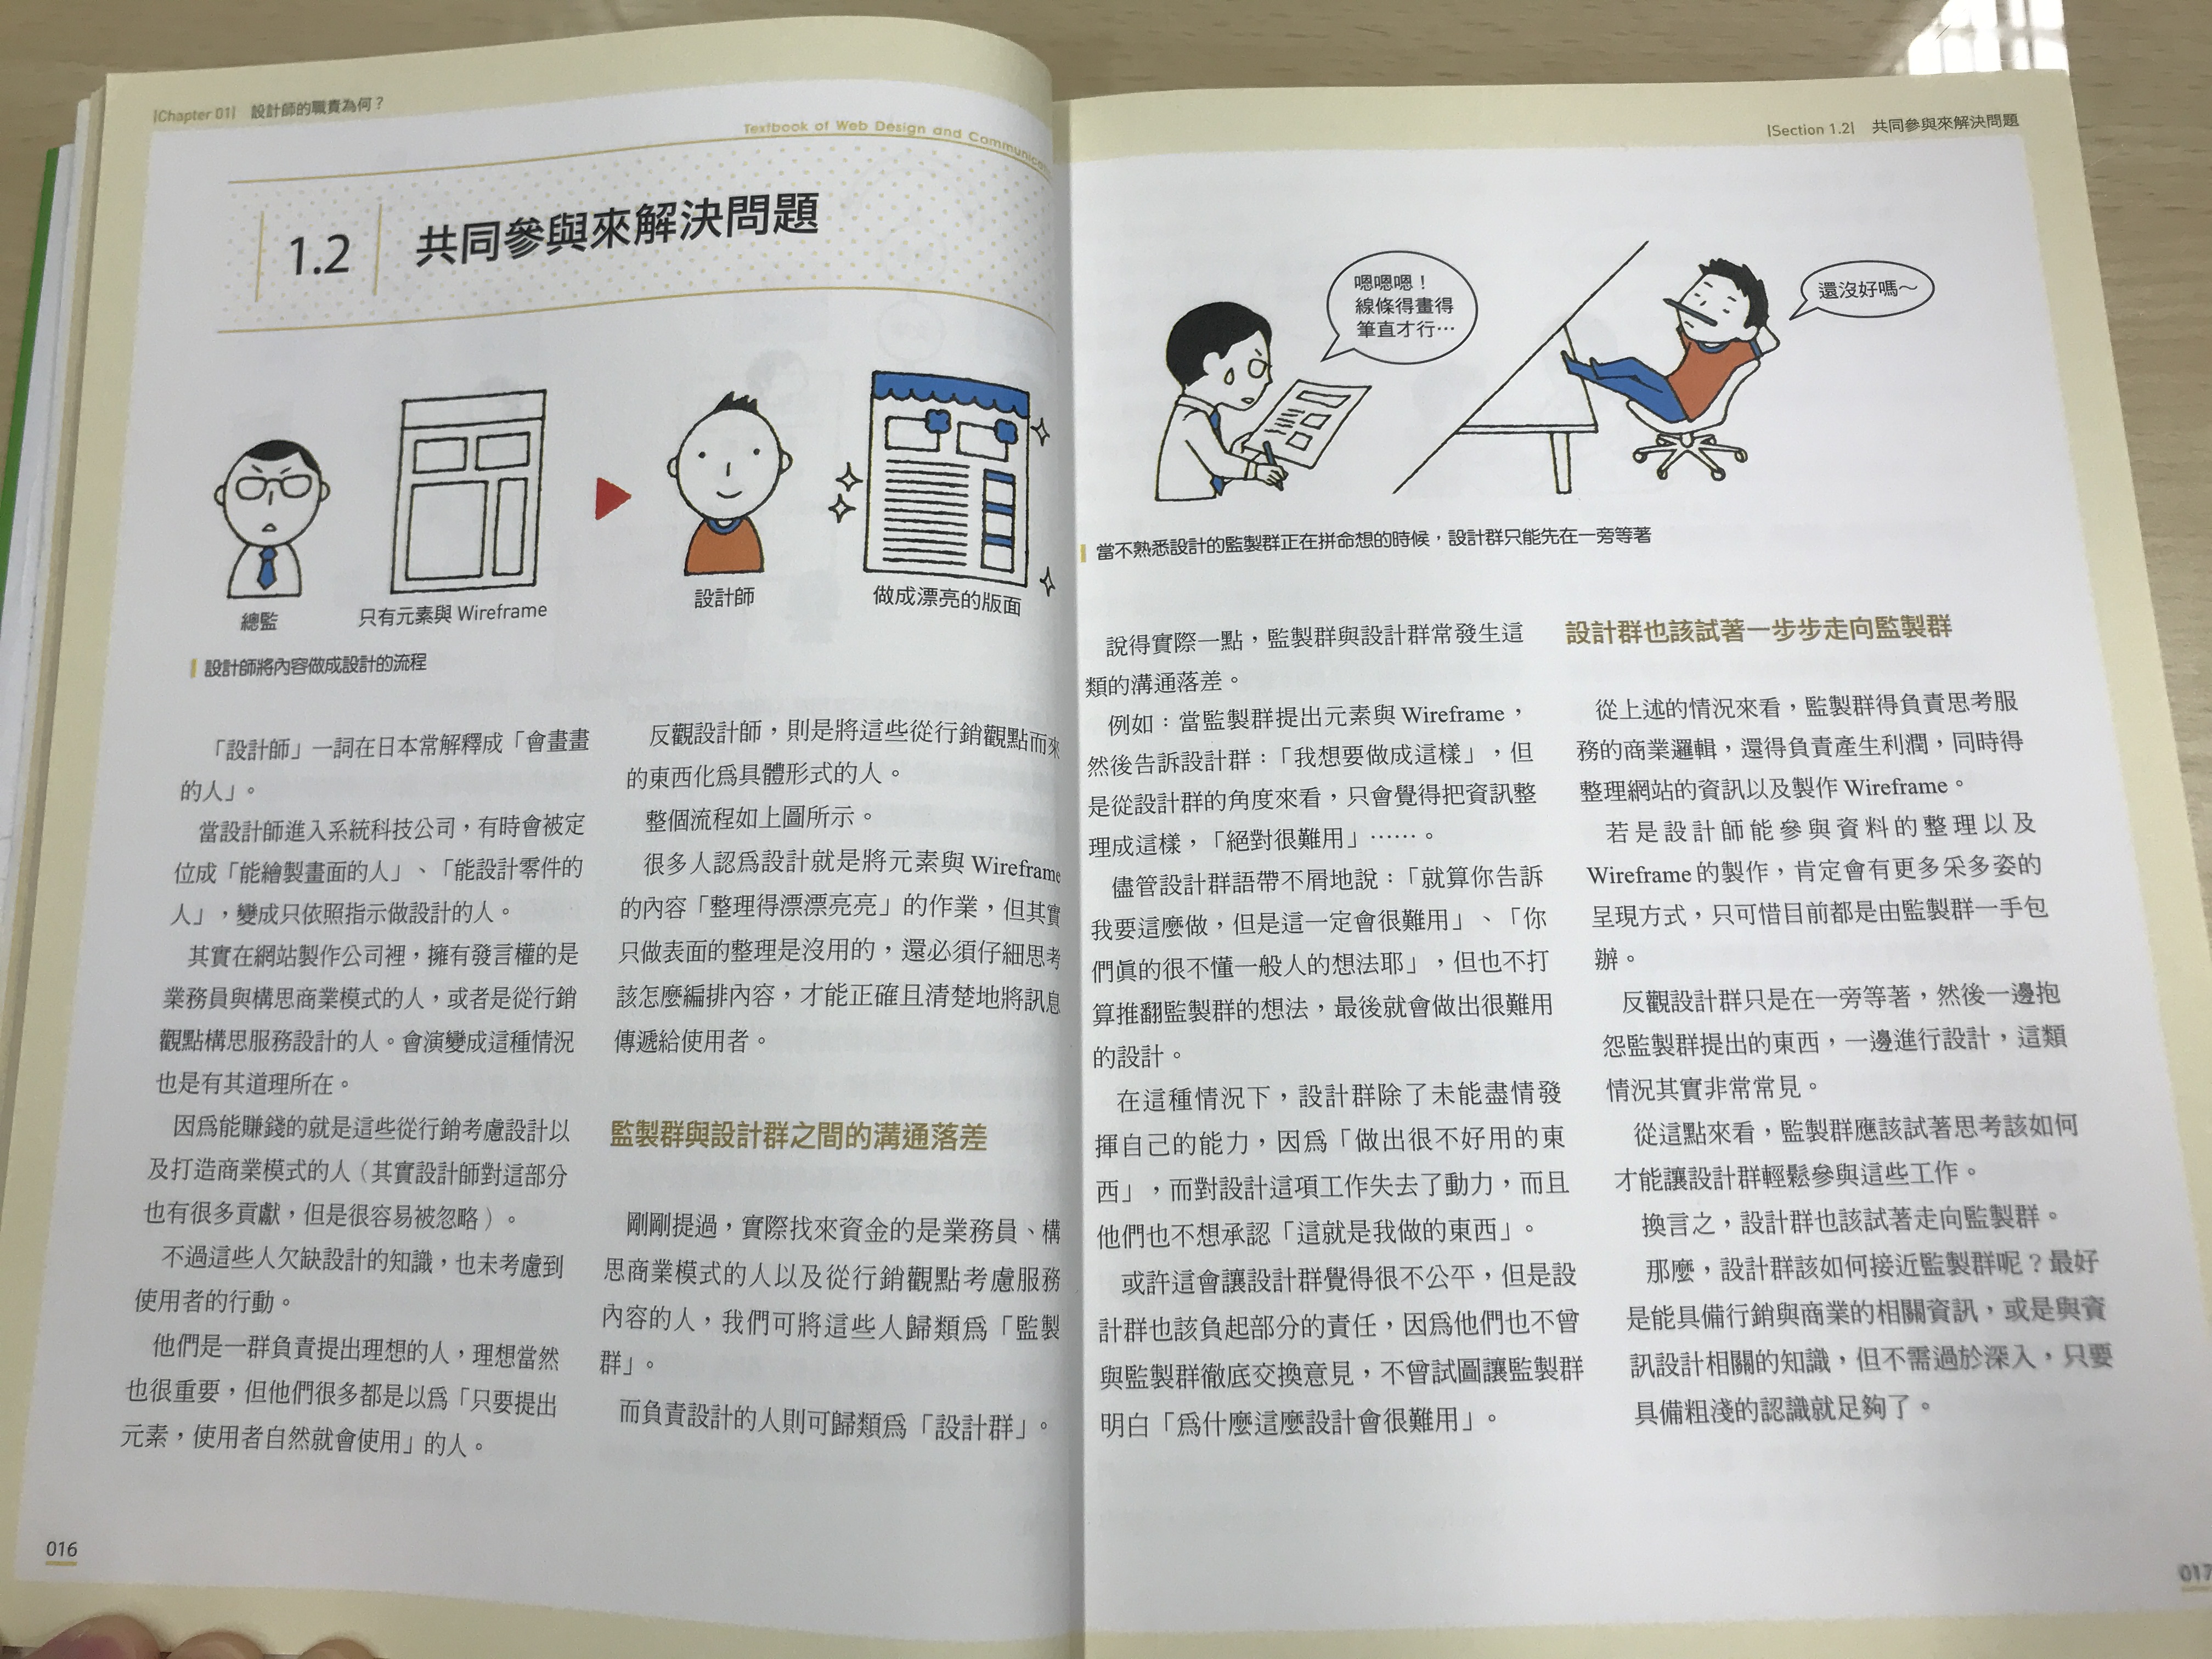 |Chapter 01| 設計師的職責為何？
Textbook of Web Design and
1.2 共同參與來解決問題
總監
只有元素與 Wireframe
設計師
做成漂亮的版面
設計師將內容做成設計的流程
「設計師」一詞在日本常解釋成「會畫畫
的人」。
當設計師進入系統科技公司，有時會被定
位成「能繪製畫面的人」、「能設計零件的
人」，變成只依照指示做設計的人。
其實在網站製作公司裡，擁有發言權的是
業務員與構思商業模式的人，或者是從行銷
觀點構思服務設計的人。會演變成這種情況
也是有其道理所在。
因為能賺錢的就是這些從行銷考慮設計以
及打造商業模式的人（其實設計師對這部分
也有很多貢獻，但是很容易被忽略）。
不過這些人欠缺設計的知識，也未考慮到
使用者的行動。
他們是一群負責提出理想的人，理想當然
也很重要，但他們很多都是以為「只要提出
元素，使用者自然就會使用」的人。
反觀設計師，則是將這些從行銷觀點而來
的東西化為具體形式的人。
整個流程如上圖所示。
很多人認為設計就是將元素與 Wireframe
的內容「整理得漂漂亮亮」的作業，但其實
只做表面的整理是沒用的，還必須仔細思考
該怎麼編排內容，才能正確且清楚地將訊息
傳遞給使用者。
監製群與設計群之間的溝通落差
剛剛提過，實際找來資金的是業務員、構
思商業模式的人以及從行銷觀點考慮服務
內容的人，我們可將這些人歸類為「監製
群」。
而負責設計的人則可歸類為「設計群」。
016
|Section 1.2| 共同參與來解決問題
嗯嗯嗯！
線條得畫得
筆直才行…
還沒好嗎～
當不熟悉設計的監製群正在拼命想的時候，設計群只能先在一旁等著
說得實際一點，監製群與設計群常發生這
類的溝通落差。
例如：當監製群提出元素與 Wireframe，
然後告訴設計群：「我想要做成這樣」，但
是從設計群的角度來看，只會覺得把資訊整
理成這樣，「絕對很難用」……。
儘管設計群語帶不屑地說：「就算你告訴
我要這麼做，但是這一定會很難用」、「你
們真的很不懂一般人的想法耶」，但也不打
算推翻監製群的想法，最後就會做出很難用
的設計。
在這種情況下，設計群除了未能盡情發
揮自己的能力，因為「做出很不好用的東
西」，而對設計這項工作失去了動力，而且
他們也不想承認「這就是我做的東西」。
或許這會讓設計群覺得很不公平，但是設
計群也該負起部分的責任，因為他們也不曾
與監製群徹底交換意見，不曾試圖讓監製群
明白「為什麼這麼設計會很難用」。
設計群也該試著一步步走向監製群
從上述的情況來看，監製群得負責思考服
務的商業邏輯，還得負責產生利潤，同時得
整理網站的資訊以及製作 Wireframe。
若是設計師能參與資料的整理以及
Wireframe 的製作，肯定會有更多采多姿的
呈現方式，只可惜目前都是由監製群一手包
辦。
反觀設計群只是在一旁等著，然後一邊抱
怨監製群提出的東西，一邊進行設計，這類
情況其實非常常見。
從這點來看，監製群應該試著思考該如何
才能讓設計群輕鬆參與這些工作。
換言之，設計群也該試著走向監製群。
那麼，設計群該如何接近監製群呢？最好
是能具備行銷與商業的相關資訊，或是與資
訊設計相關的知識，但不需過於深入，只要
具備粗淺的認識就足夠了。
017